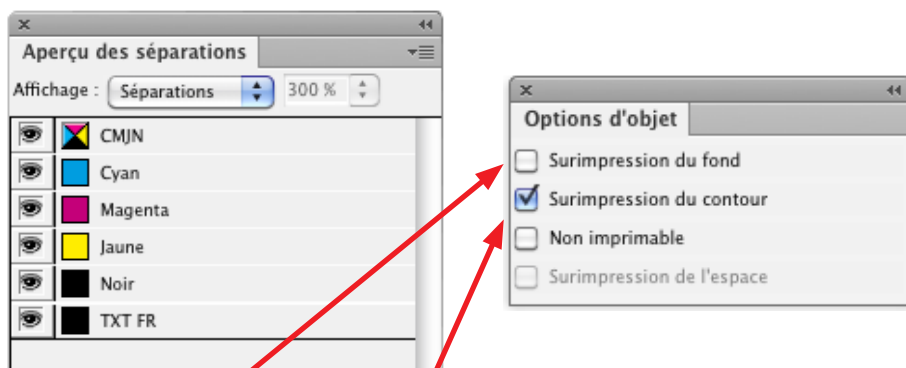 Aperçu des séparations
Affichage : Séparations 300 %
CMJN
Cyan
Magenta
Jaune
Noir
TXT FR
Options d'objet
Surimpression du fond
Surimpression du contour
Non imprimable
Surimpression de l'espace